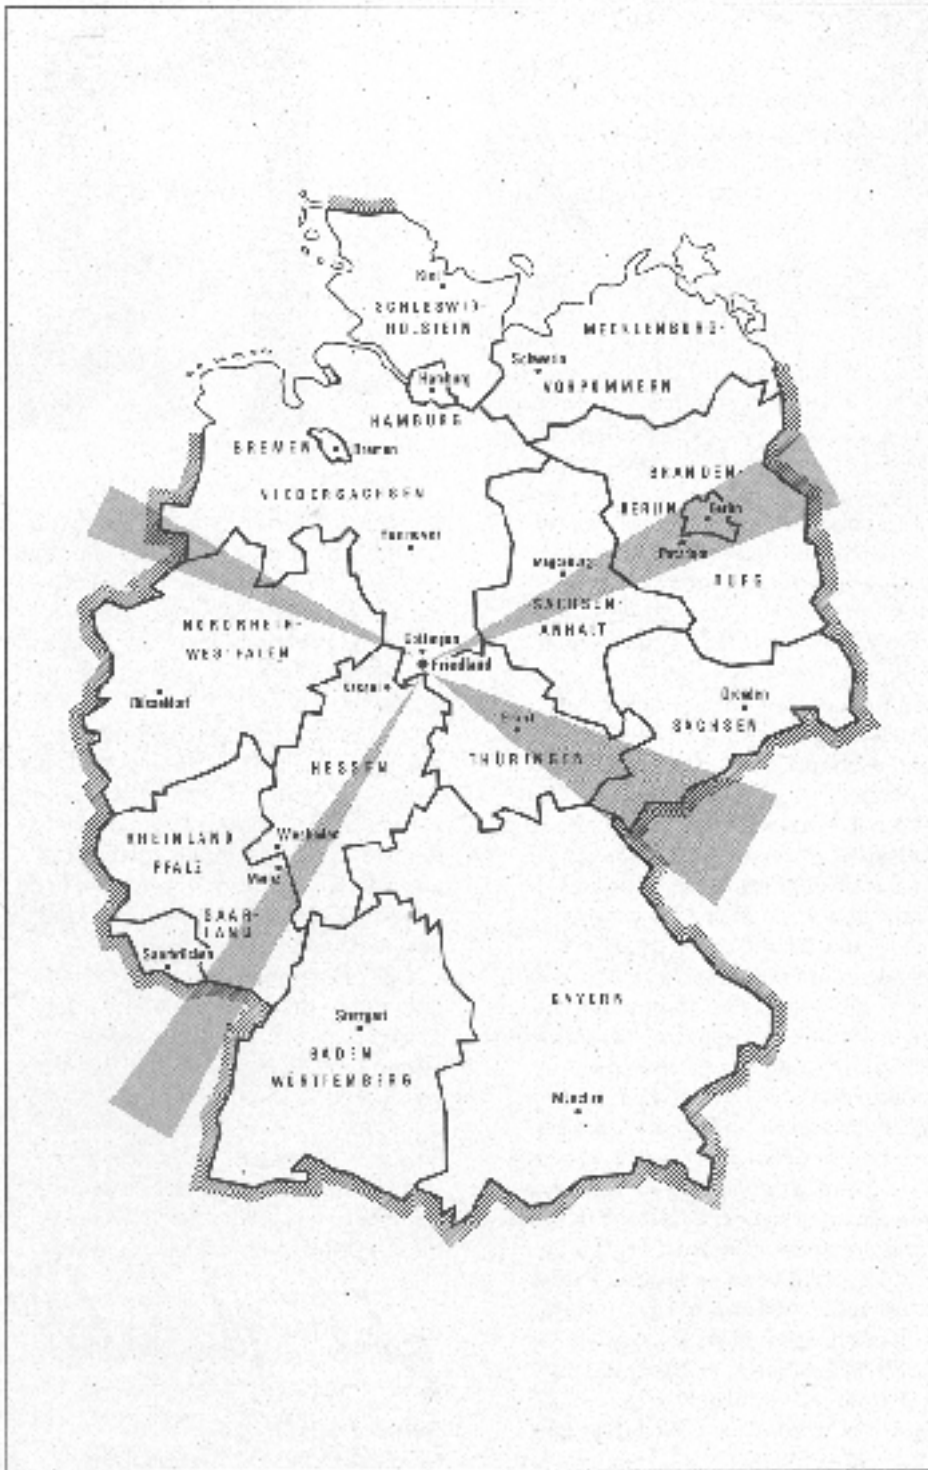 Kiel
SCHLESWIG-
HOLSTEIN
MECKLENBURG-
Schwerin
VORPOMMERN
Hamburg
HAMBURG
BREMEN
Bremen
BRANDEN-
NIEDERSACHSEN
BERLIN
Berlin
Hannover
Potsdam
Magdeburg
BURG
SACHSEN-
ANHALT
NORDRHEIN-
WESTFALEN
Göttingen
Friedland
Kassel
Düsseldorf
Dresden
SACHSEN
Erfurt
THÜRINGEN
HESSEN
RHEINLAND
PFALZ
Wiesbaden
Mainz
SAAR-
LAND
Saarbrücken
BAYERN
Stuttgart
BADEN
WÜRTTEMBERG
München